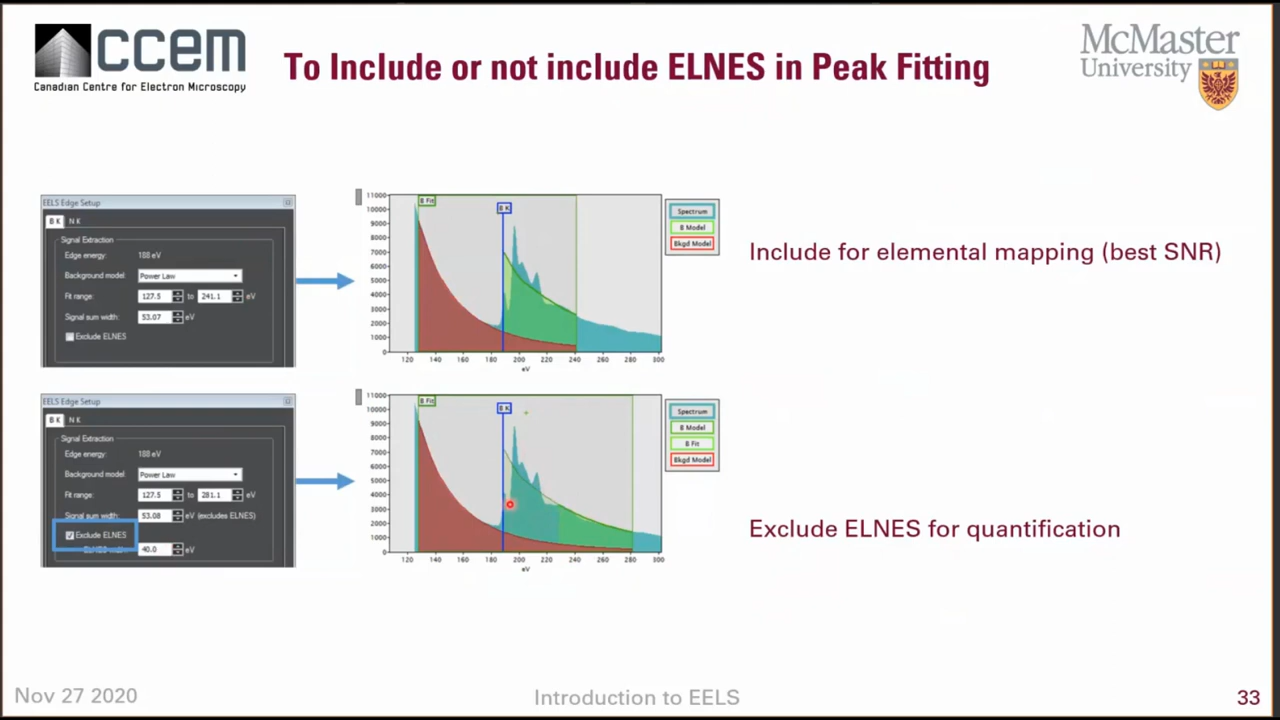 ccem
Canadian Centre for Electron Microscopy
To Include or not include ELNES in Peak Fitting
McMaster
University
EELS Edge Setup
B K N K
Signal Extraction
Edge energy: 188 eV
Background model: Power Law
Fit range: 127.5 to 241.1 eV
Signal sum width: 53.07 eV
Exclude ELNES
B Fit
B K
11000
10000
9000
8000
7000
6000
5000
4000
3000
2000
1000
0
120 140 160 180 200 220 240 260 280 300
eV
Spectrum
B Model
Bkgd Model
Include for elemental mapping (best SNR)
EELS Edge Setup
B K N K
Signal Extraction
Edge energy: 188 eV
Background model: Power Law
Fit range: 127.5 to 281.1 eV
Signal sum width: 53.08 eV (excludes ELNES)
Exclude ELNES
40.0 eV
B Fit
B K
11000
10000
9000
8000
7000
6000
5000
4000
3000
2000
1000
0
120 140 160 180 200 220 240 260 280 300
eV
Spectrum
B Model
B Fit
Bkgd Model
Exclude ELNES for quantification
Nov 27 2020
Introduction to EELS
33